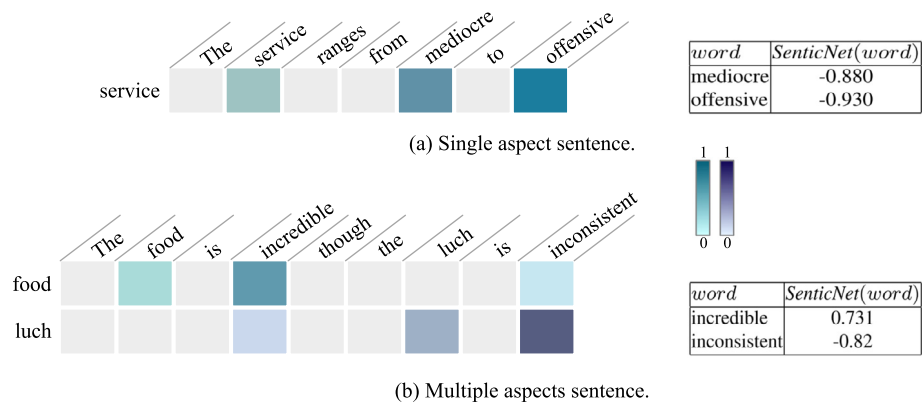 The service ranges from mediocre to offensive
service
(a) Single aspect sentence.
word SenticNet(word)
mediocre -0.880
offensive -0.930
1 1
0 0
The food is incredible though the luch is inconsistent
food
luch
(b) Multiple aspects sentence.
word SenticNet(word)
incredible 0.731
inconsistent -0.82